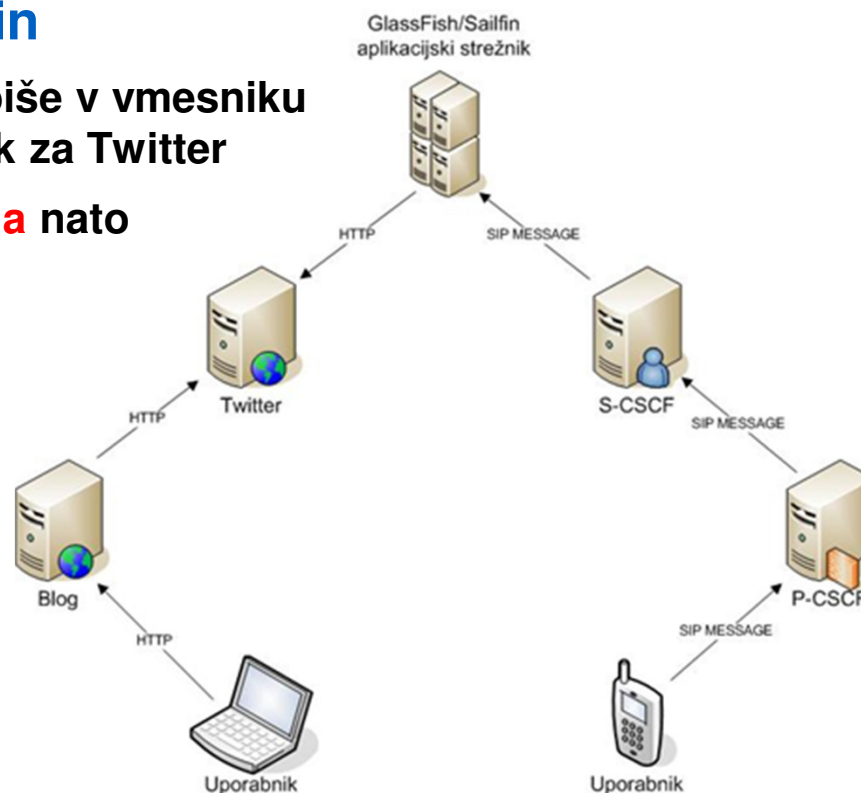 in
iše v vmesniku
k za Twitter
a nato
GlassFish/Sailfin
aplikacijski strežnik
HTTP
SIP MESSAGE
Twitter
S-CSCF
HTTP
SIP MESSAGE
Blog
P-CSCF
HTTP
SIP MESSAGE
Uporabnik
Uporabnik